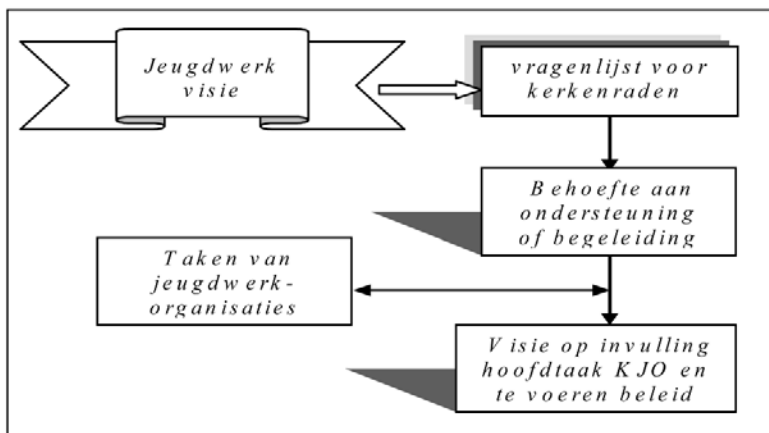 Jeugdwerk
visie
vragenlijst voor
kerkenraden
Behoefte aan
ondersteuning
of begeleiding
Taken van
jeugdwerk-
organisaties
Visie op invulling
hoofdtaak KJO en
te voeren beleid